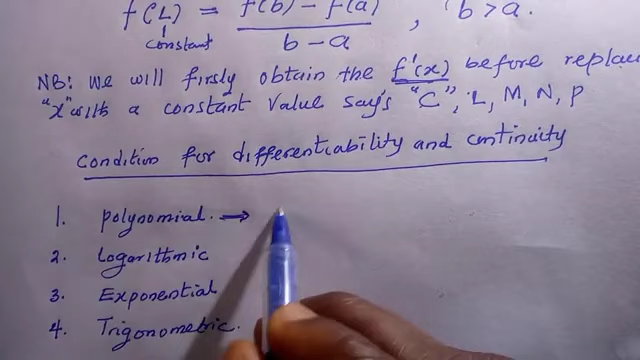 f(L) = f(b) - f(a) / b - a , b > a.
constant
NB: We will firstly obtain the f'(x) before replac
"x" with a constant value say's "C", L, M, N, P
Condition for differentiability and continuity
1. polynomial. →
2. Logarithmic
3. Exponential
4. Trigonometric.